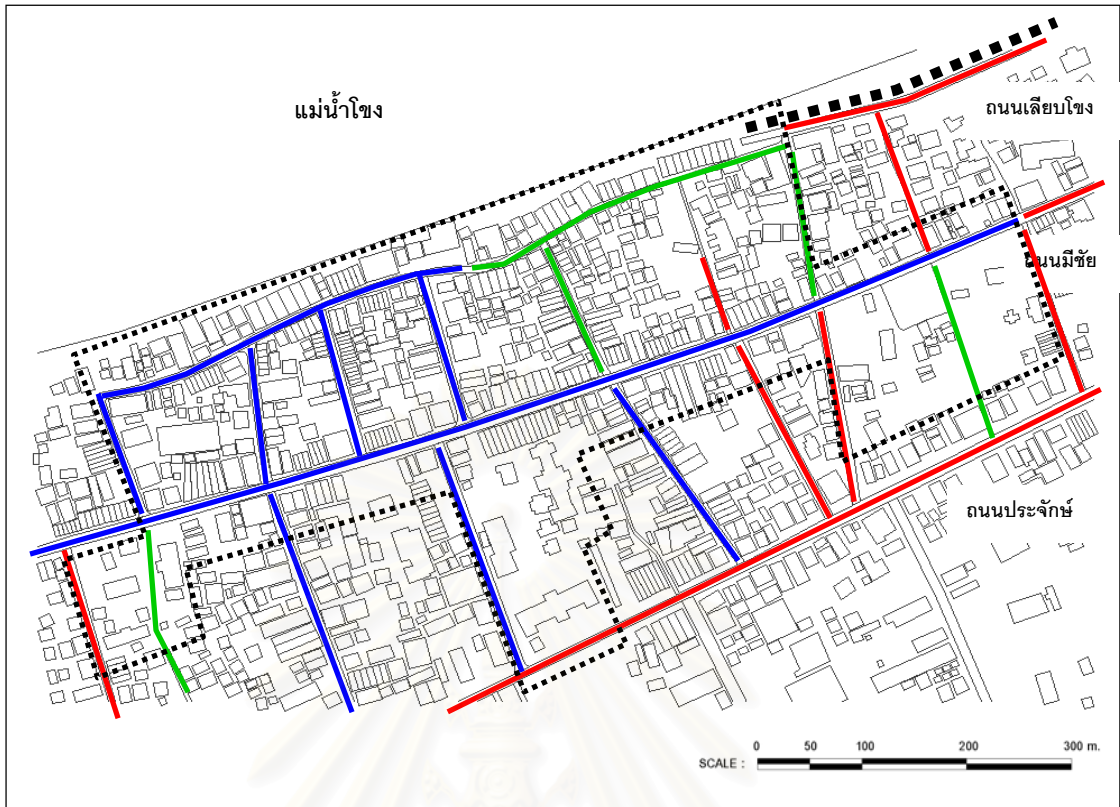 แม่น้ำโขง
ถนนเลียบโขง
ถนนมีชัย
ถนนประจักษ์
0 50 100 200 300 m.
SCALE :